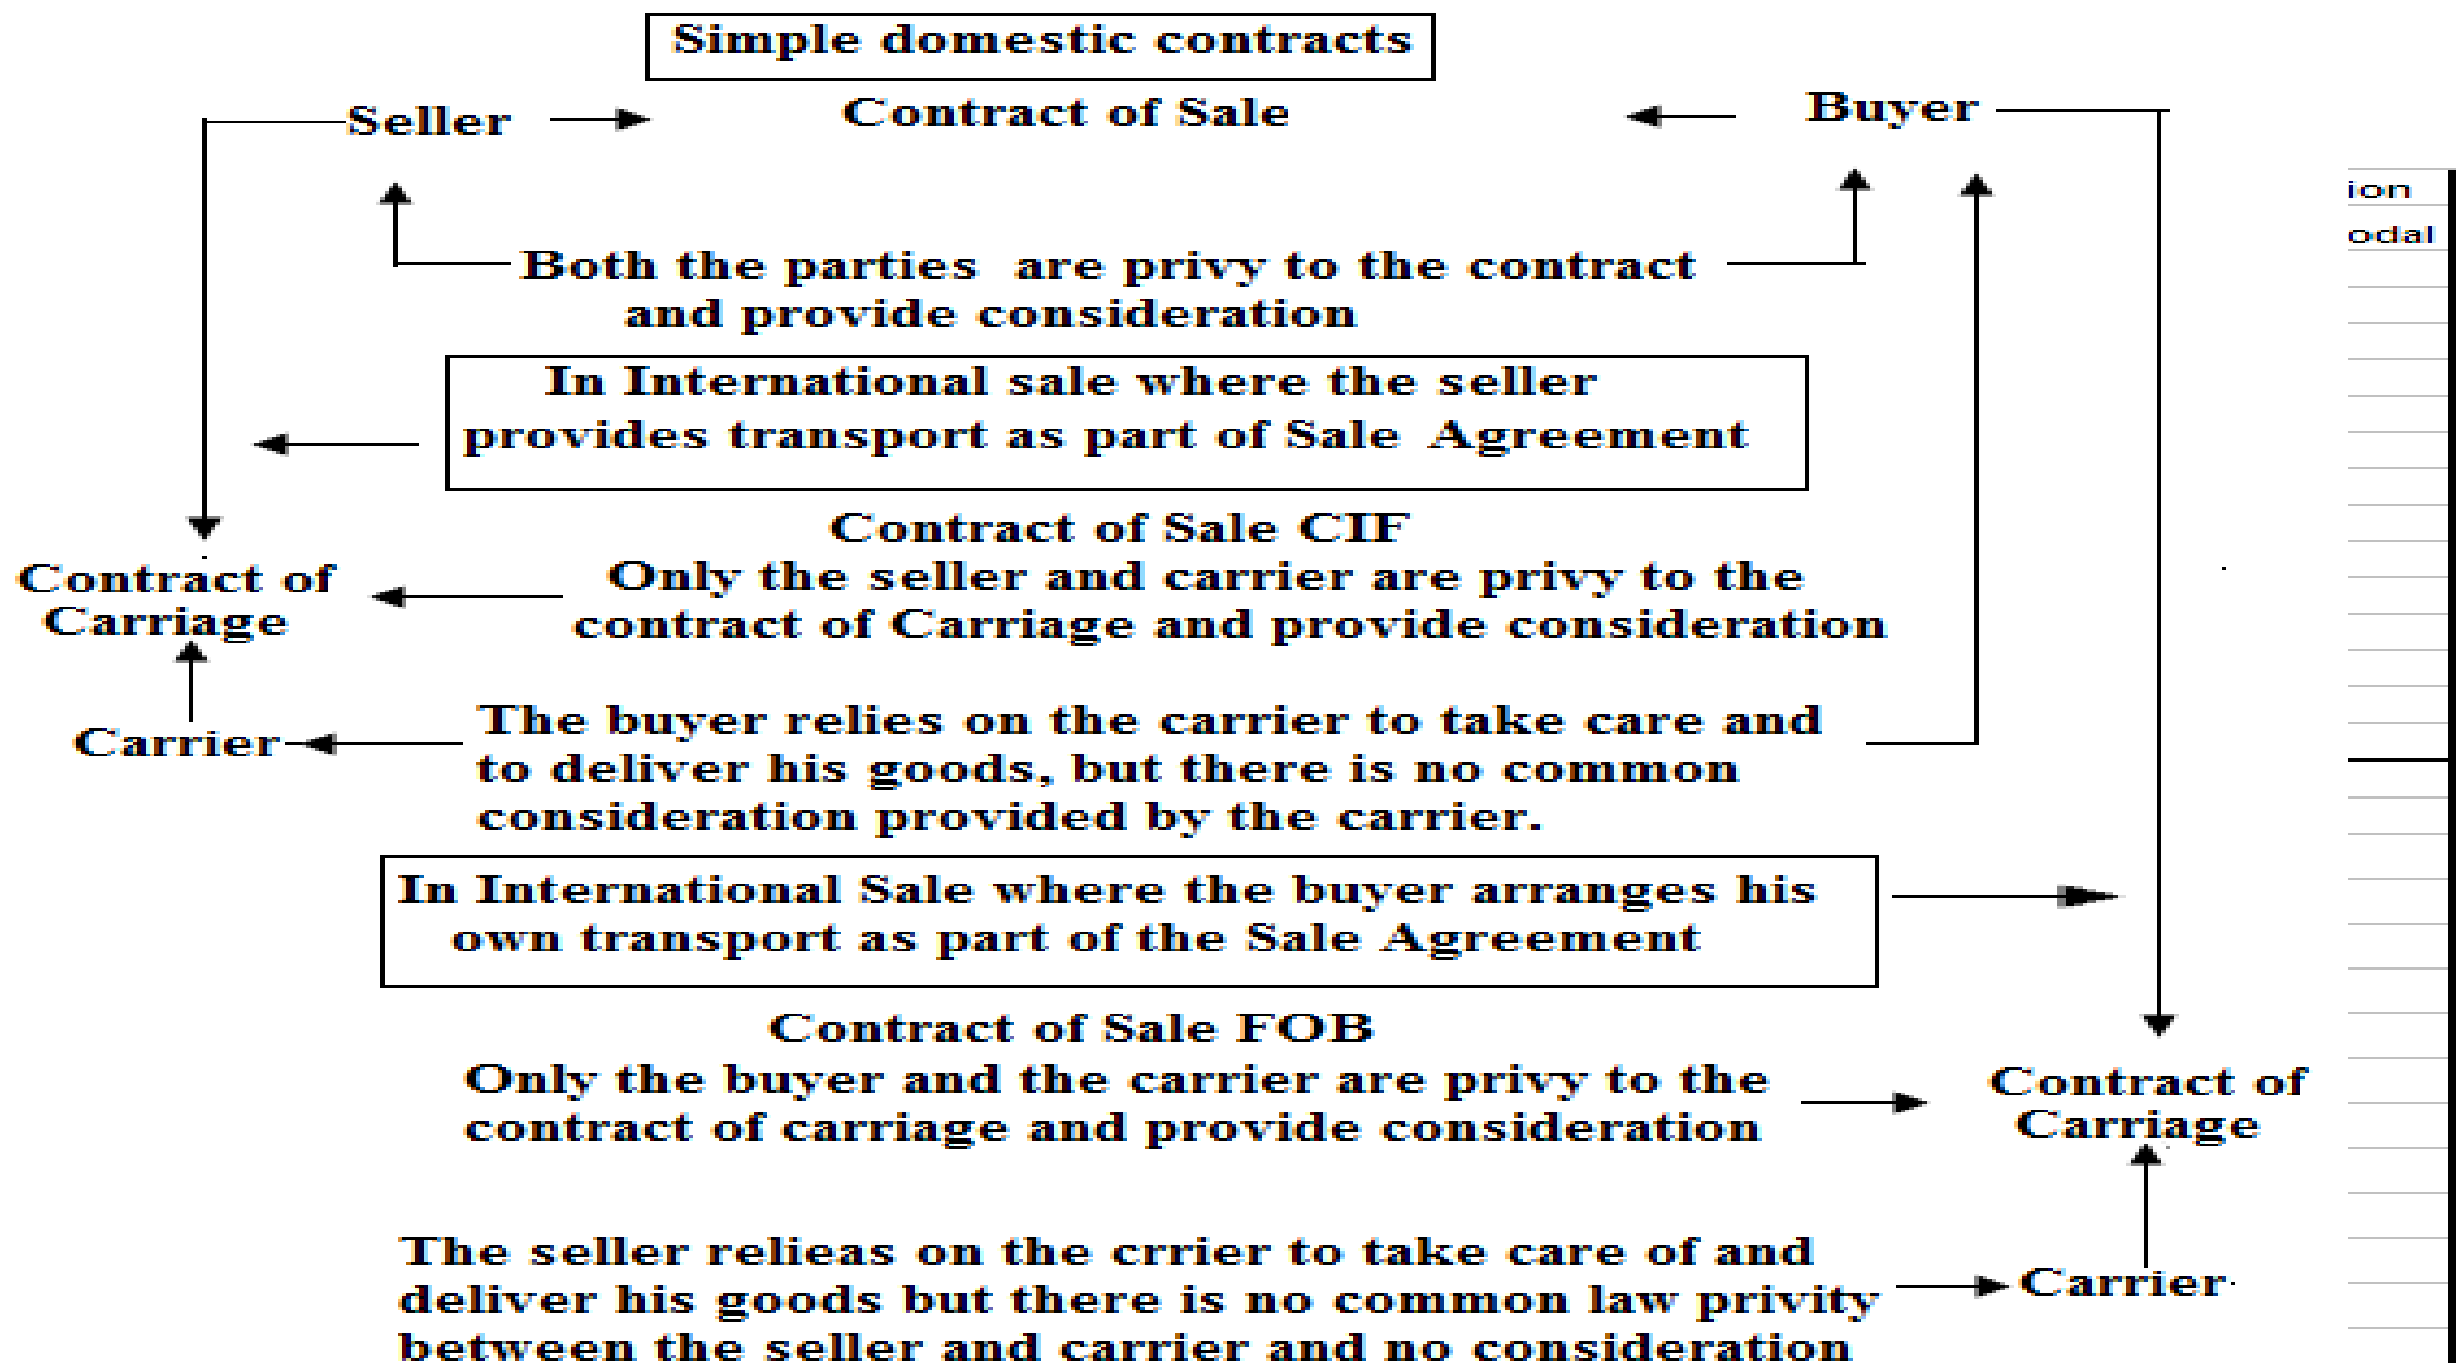 Simple domestic contracts
Seller
Contract of Sale
Buyer
ion
odal
Both the parties are privy to the contract
and provide consideration
In International sale where the seller
provides transport as part of Sale Agreement
Contract of Sale CIF
Contract of
Carriage
Only the seller and carrier are privy to the
contract of Carriage and provide consideration
Carrier
The buyer relies on the carrier to take care and
to deliver his goods, but there is no common
consideration provided by the carrier.
In International Sale where the buyer arranges his
own transport as part of the Sale Agreement
Contract of Sale FOB
Only the buyer and the carrier are privy to the
contract of carriage and provide consideration
Contract of
Carriage
The seller relieas on the crrier to take care of and
deliver his goods but there is no common law privity
between the seller and carrier and no consideration
Carrier